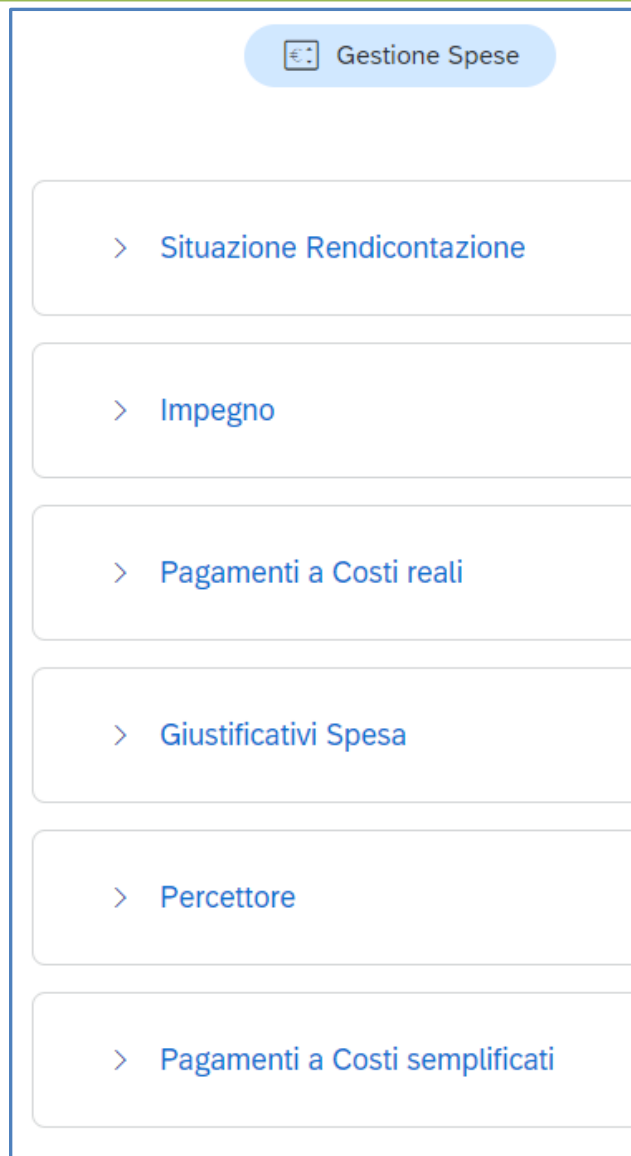 Gestione Spese
Situazione Rendicontazione
Impegno
Pagamenti a Costi reali
Giustificativi Spesa
Percettore
Pagamenti a Costi semplificati